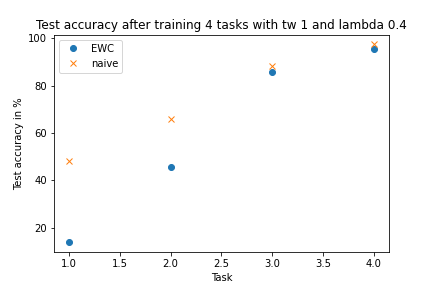 Test accuracy after training 4 tasks with tw 1 and lambda 0.4
EWC
naive
Test accuracy in %
100
80
60
40
20
1.0 1.5 2.0 2.5 3.0 3.5 4.0
Task